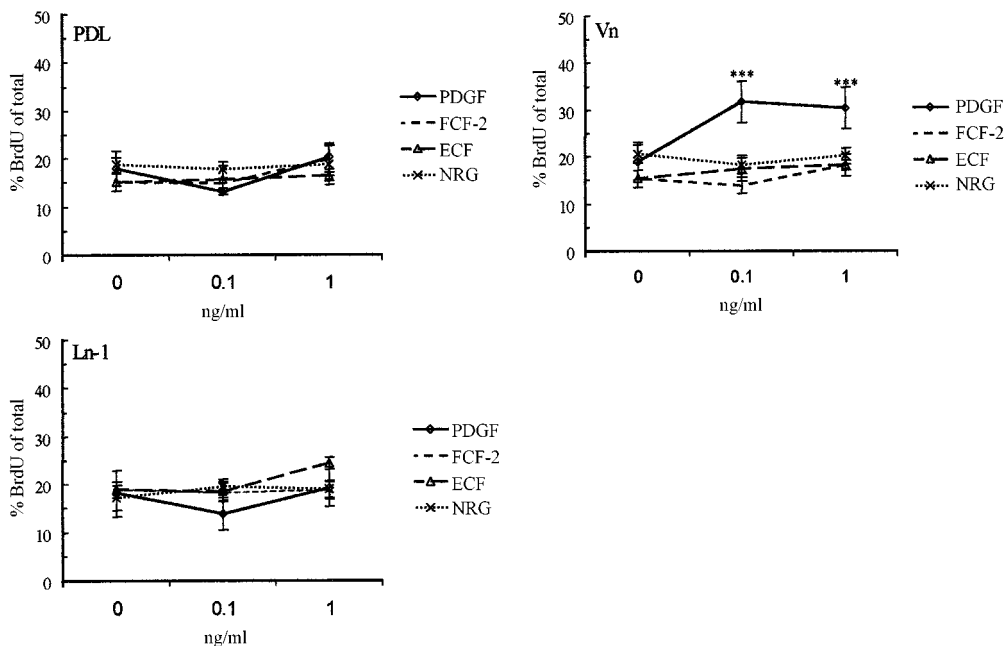 PDL
% BrdU of total
50
40
30
20
10
0
0 0.1 1
ng/ml
PDGF
FCF-2
ECF
NRG
Vn
% BrdU of total
50
40
30
20
10
0
*** ***
0 0.1 1
ng/ml
PDGF
FCF-2
ECF
NRG
Ln-1
% BrdU of total
50
40
30
20
10
0
0 0.1 1
ng/ml
PDGF
FCF-2
ECF
NRG